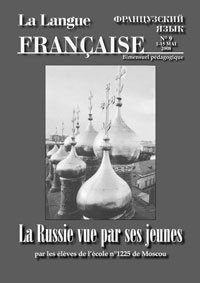 La Langue
FRANÇAISE
ФРАНЦУЗСКИЙ
ЯЗЫК
№ 9
1-15 MAI
2008
Bimensuel pédagogique
La Russie vue par ses jeunes
par les élèves de l'école n°1225 de Moscou